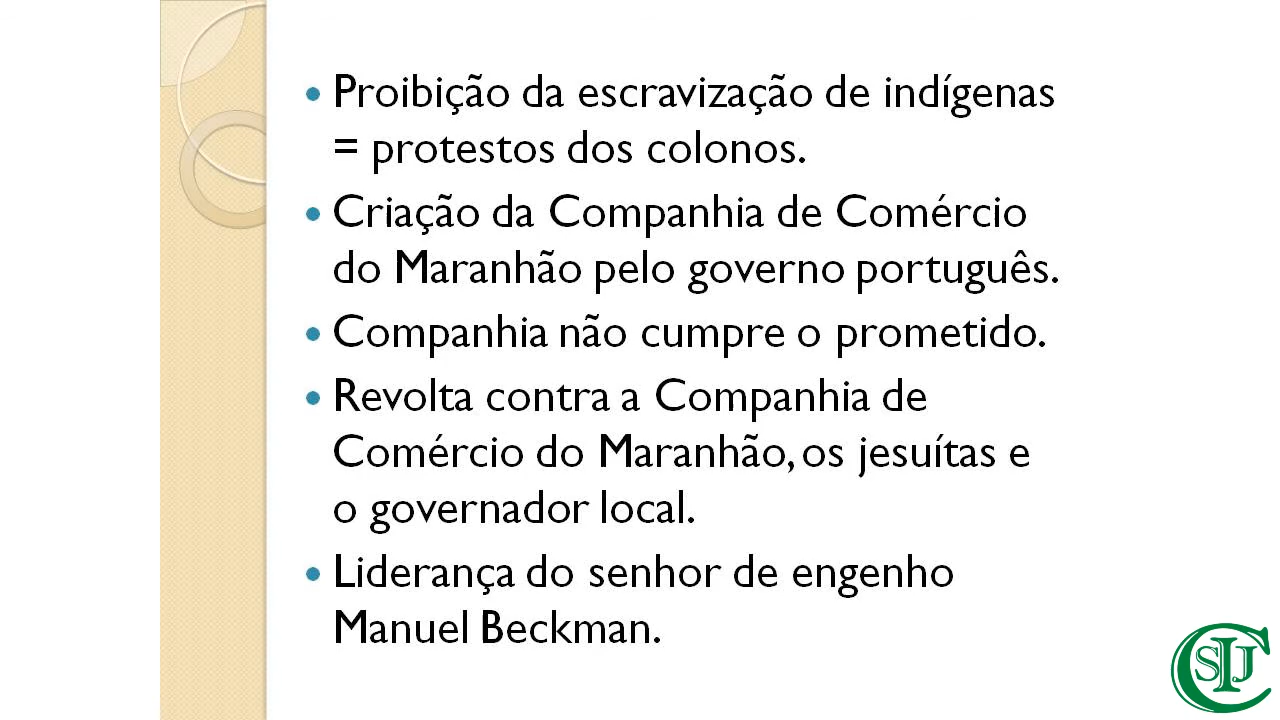 • Proibição da escravização de indígenas
= protestos dos colonos.
• Criação da Companhia de Comércio
do Maranhão pelo governo português.
• Companhia não cumpre o prometido.
• Revolta contra a Companhia de
Comércio do Maranhão, os jesuítas e
o governador local.
• Liderança do senhor de engenho
Manuel Beckman.
CSIJ